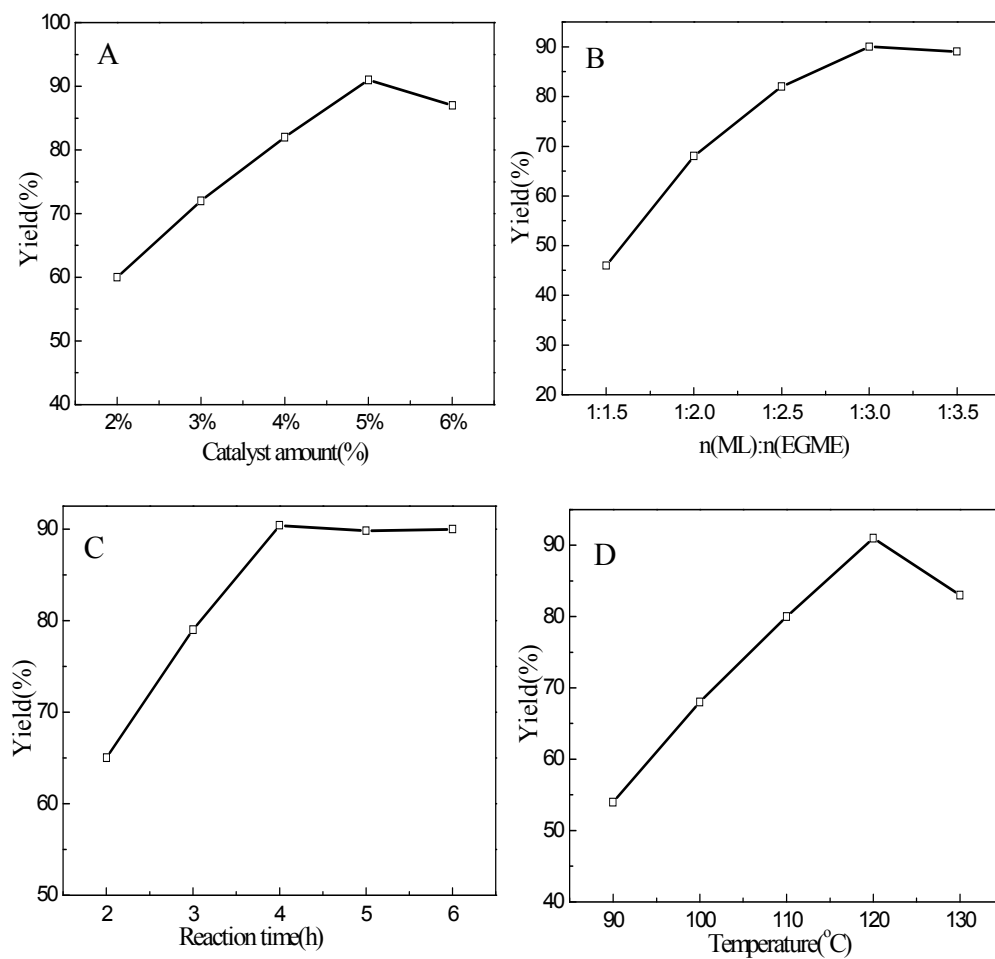 A
Yield(%)
100
90
80
70
60
50
40
2% 3% 4% 5% 6%
Catalyst amount(%)
B
Yield(%)
90
80
70
60
50
40
30
20
1:1.5 1:2.0 1:2.5 1:3.0 1:3.5
n(ML):n(EGME)
C
Yield(%)
90
80
70
60
50
2 3 4 5 6
Reaction time(h)
D
Yield(%)
90
80
70
60
50
40
90 100 110 120 130
Temperature(°C)